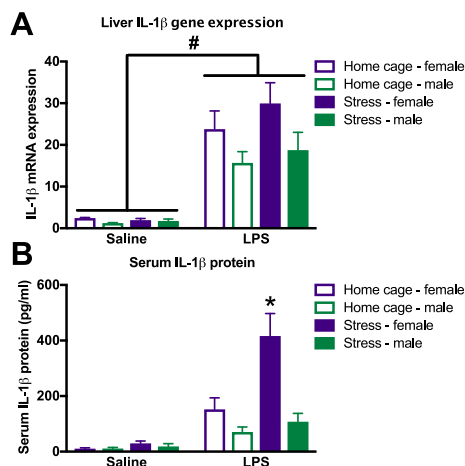 A
Liver IL-1β gene expression
#
IL-1β mRNA expression
40
30
20
10
0
Saline
LPS
Home cage - female
Home cage - male
Stress - female
Stress - male
B
Serum IL-1β protein
*
Serum IL-1β protein (pg/ml)
600
400
200
0
Saline
LPS
Home cage - female
Home cage - male
Stress - female
Stress - male